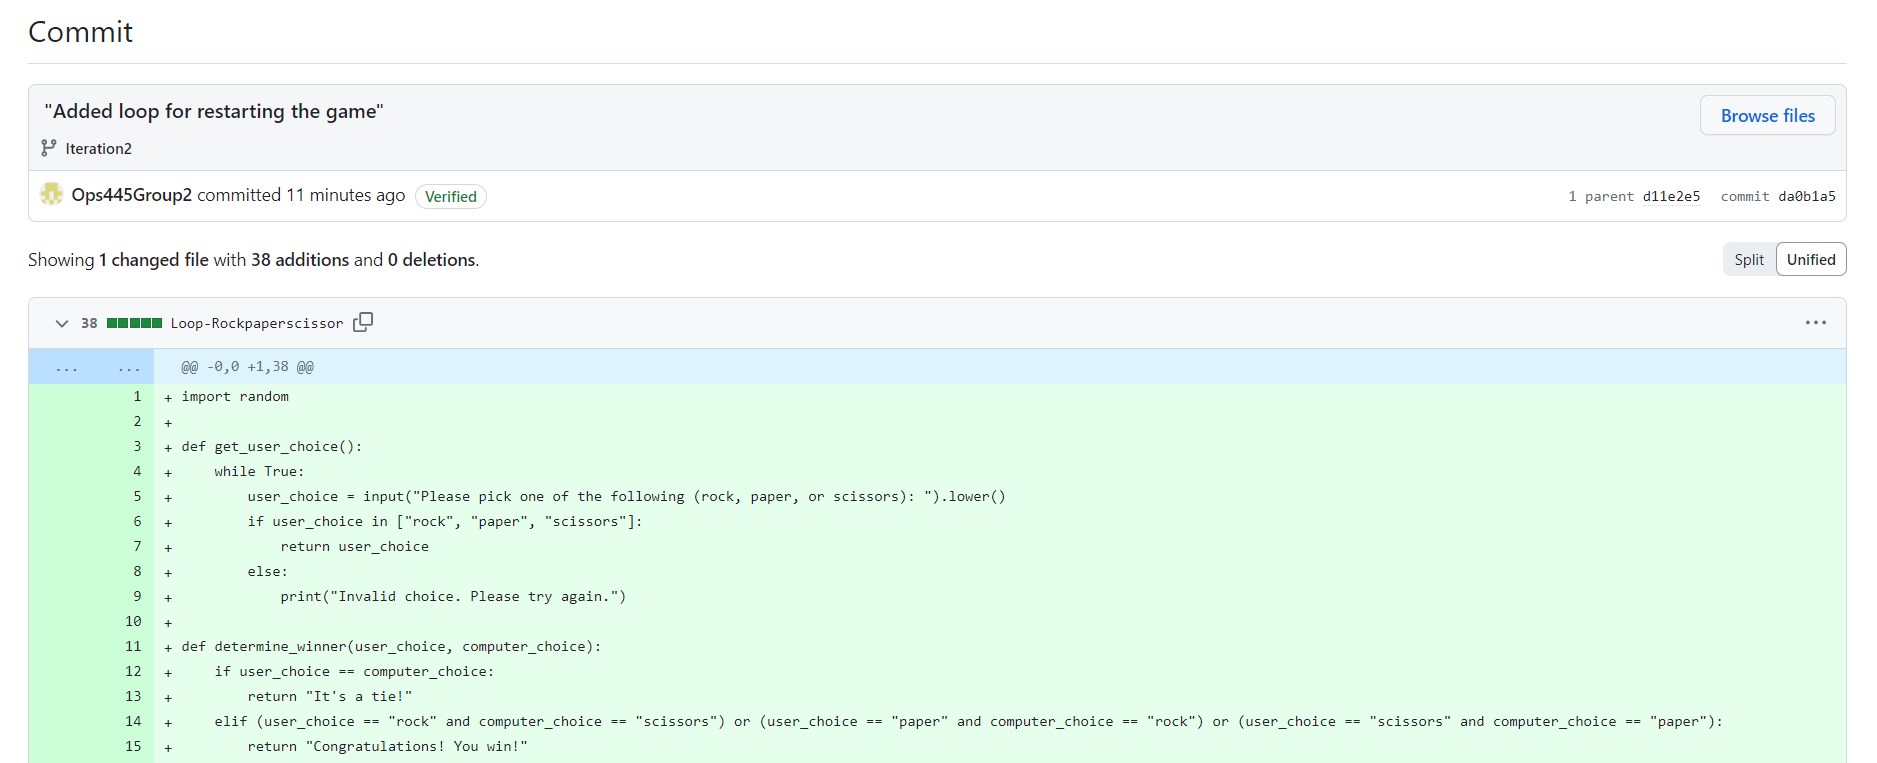 Commit
"Added loop for restarting the game"
Browse files
Iteration2
Ops445Group2 committed 11 minutes ago Verified
1 parent d11e2e5 commit da0b1a5
Showing 1 changed file with 38 additions and 0 deletions.
Split Unified
38 Loop-Rockpaperscissor
... ... @@ -0,0 +1,38 @@
1 + import random
2 +
3 + def get_user_choice():
4 +     while True:
5 +         user_choice = input("Please pick one of the following (rock, paper, or scissors): ").lower()
6 +         if user_choice in ["rock", "paper", "scissors"]:
7 +             return user_choice
8 +         else:
9 +             print("Invalid choice. Please try again.")
10 +
11 + def determine_winner(user_choice, computer_choice):
12 +     if user_choice == computer_choice:
13 +         return "It's a tie!"
14 +     elif (user_choice == "rock" and computer_choice == "scissors") or (user_choice == "paper" and computer_choice == "rock") or (user_choice == "scissors" and computer_choice == "paper"):
15 +         return "Congratulations! You win!"